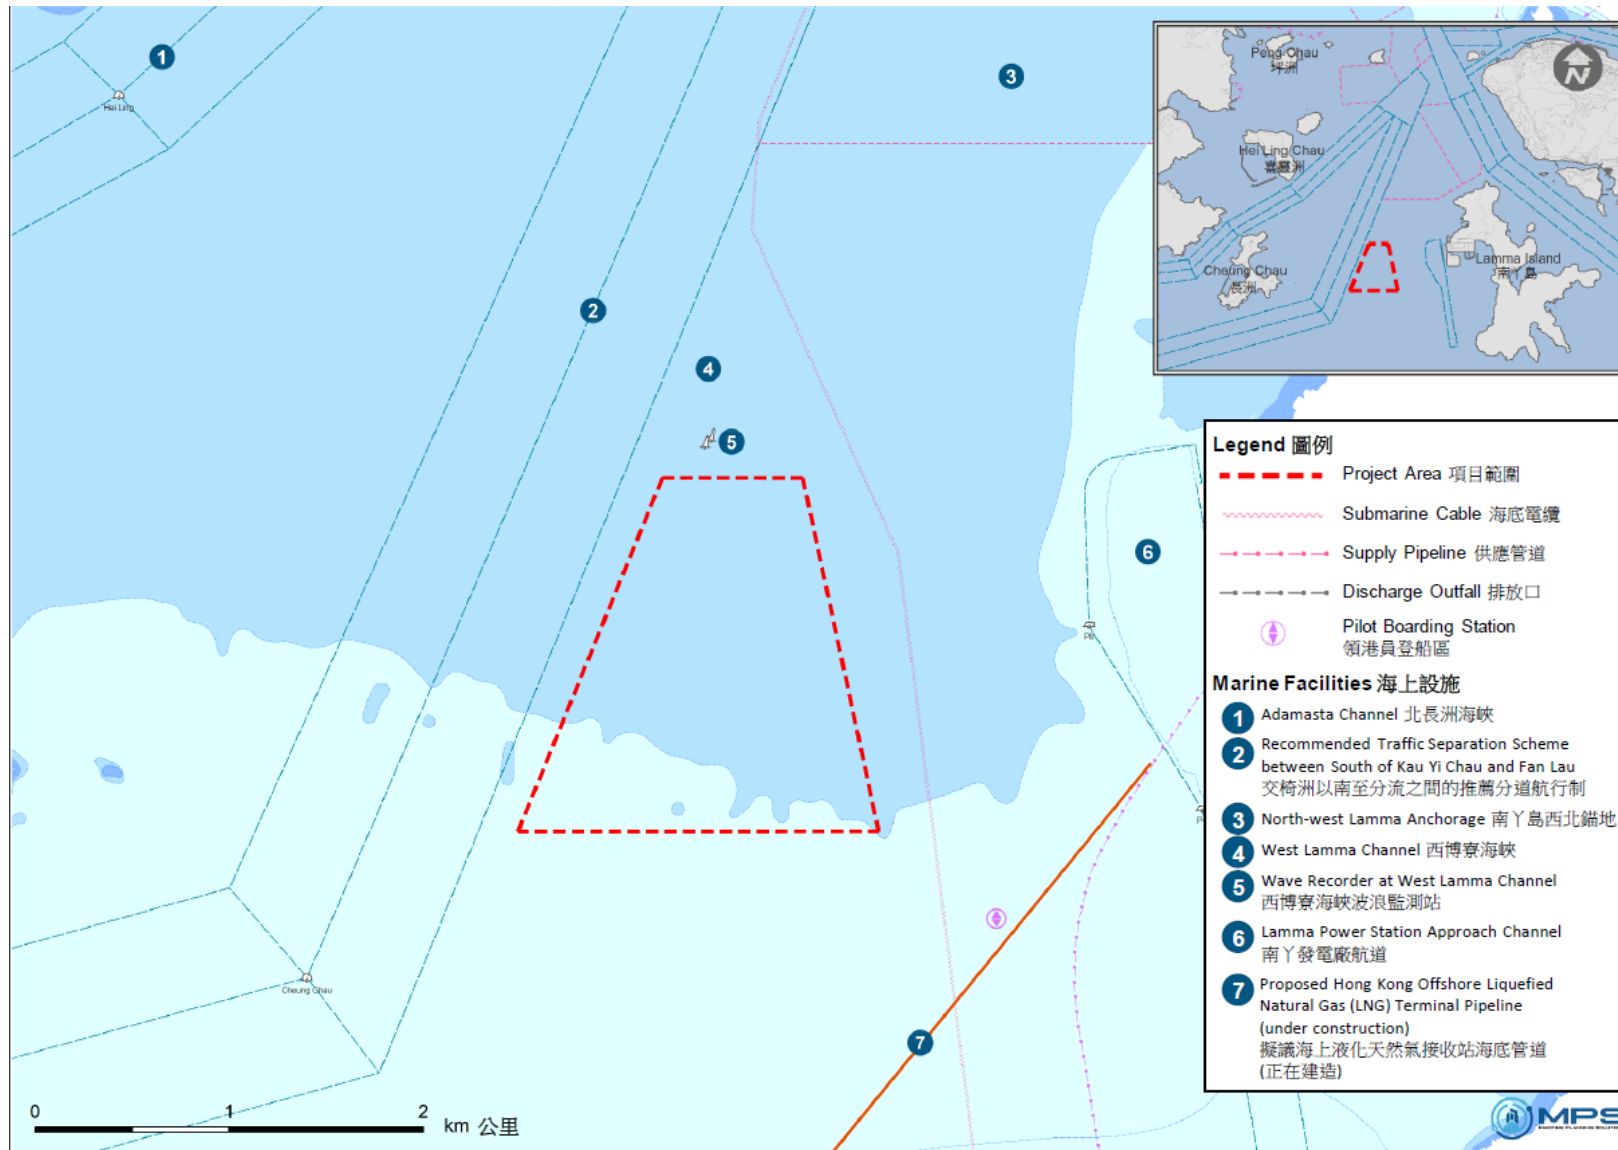 1
Hei Ling
3
Peng Chau
坪洲
N
Hei Ling Chau
喜靈洲
Cheung Chau
長洲
Lamma Island
南丫島
2
4
5
6
7
Cheung Chau
Legend 圖例
Project Area 項目範圍
Submarine Cable 海底電纜
Supply Pipeline 供應管道
Discharge Outfall 排放口
Pilot Boarding Station
領港員登船區
Marine Facilities 海上設施
1 Adamasta Channel 北長洲海峽
2 Recommended Traffic Separation Scheme
between South of Kau Yi Chau and Fan Lau
交椅洲以南至分流之間的推薦分道航行制
3 North-west Lamma Anchorage 南丫島西北錨地
4 West Lamma Channel 西博寮海峽
5 Wave Recorder at West Lamma Channel
西博寮海峽波浪監測站
6 Lamma Power Station Approach Channel
南丫發電廠航道
7 Proposed Hong Kong Offshore Liquefied
Natural Gas (LNG) Terminal Pipeline
(under construction)
擬議海上液化天然氣接收站海底管道
(正在建造)
0 1 2 km 公里
MPS